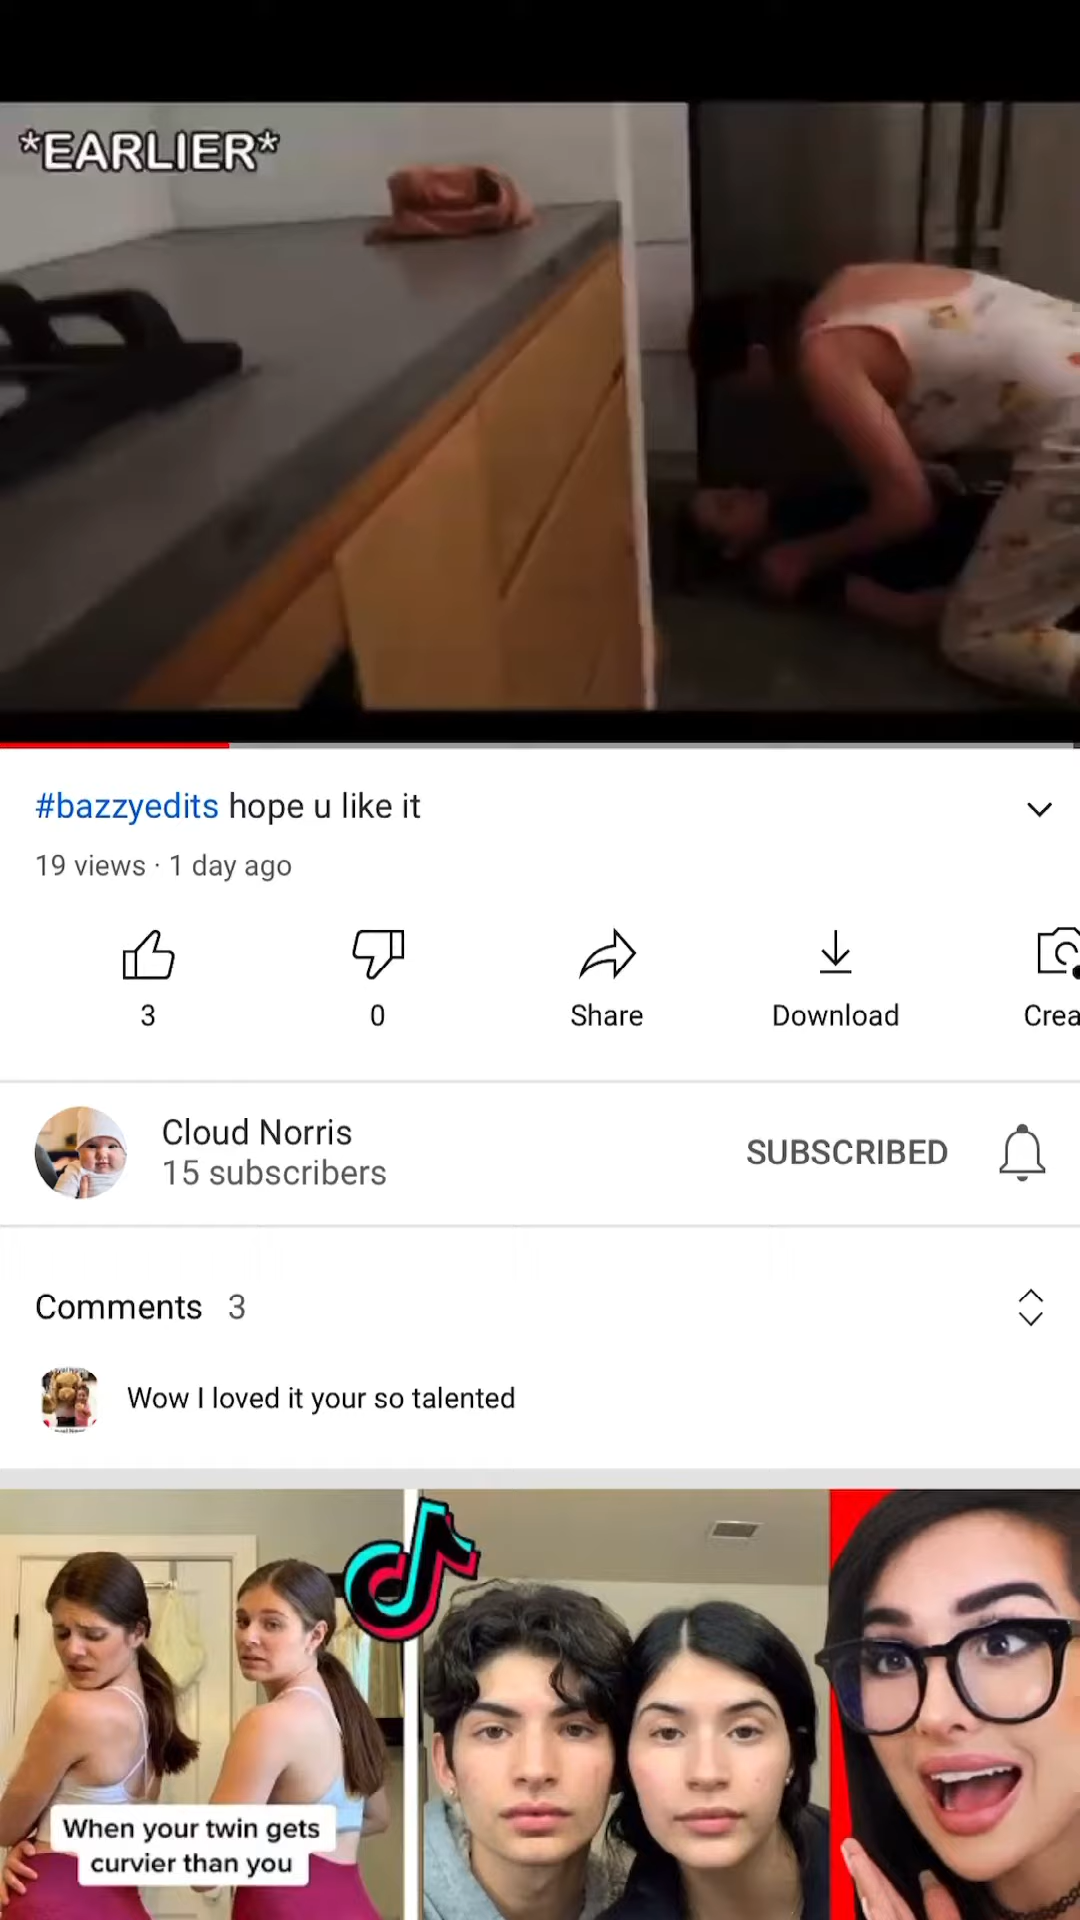 *EARLIER*
#bazzyedits hope u like it
19 views · 1 day ago
3
0
Share
Download
Crea
Cloud Norris
15 subscribers
SUBSCRIBED
Comments 3
Wow I loved it your so talented
When your twin gets
curvier than you